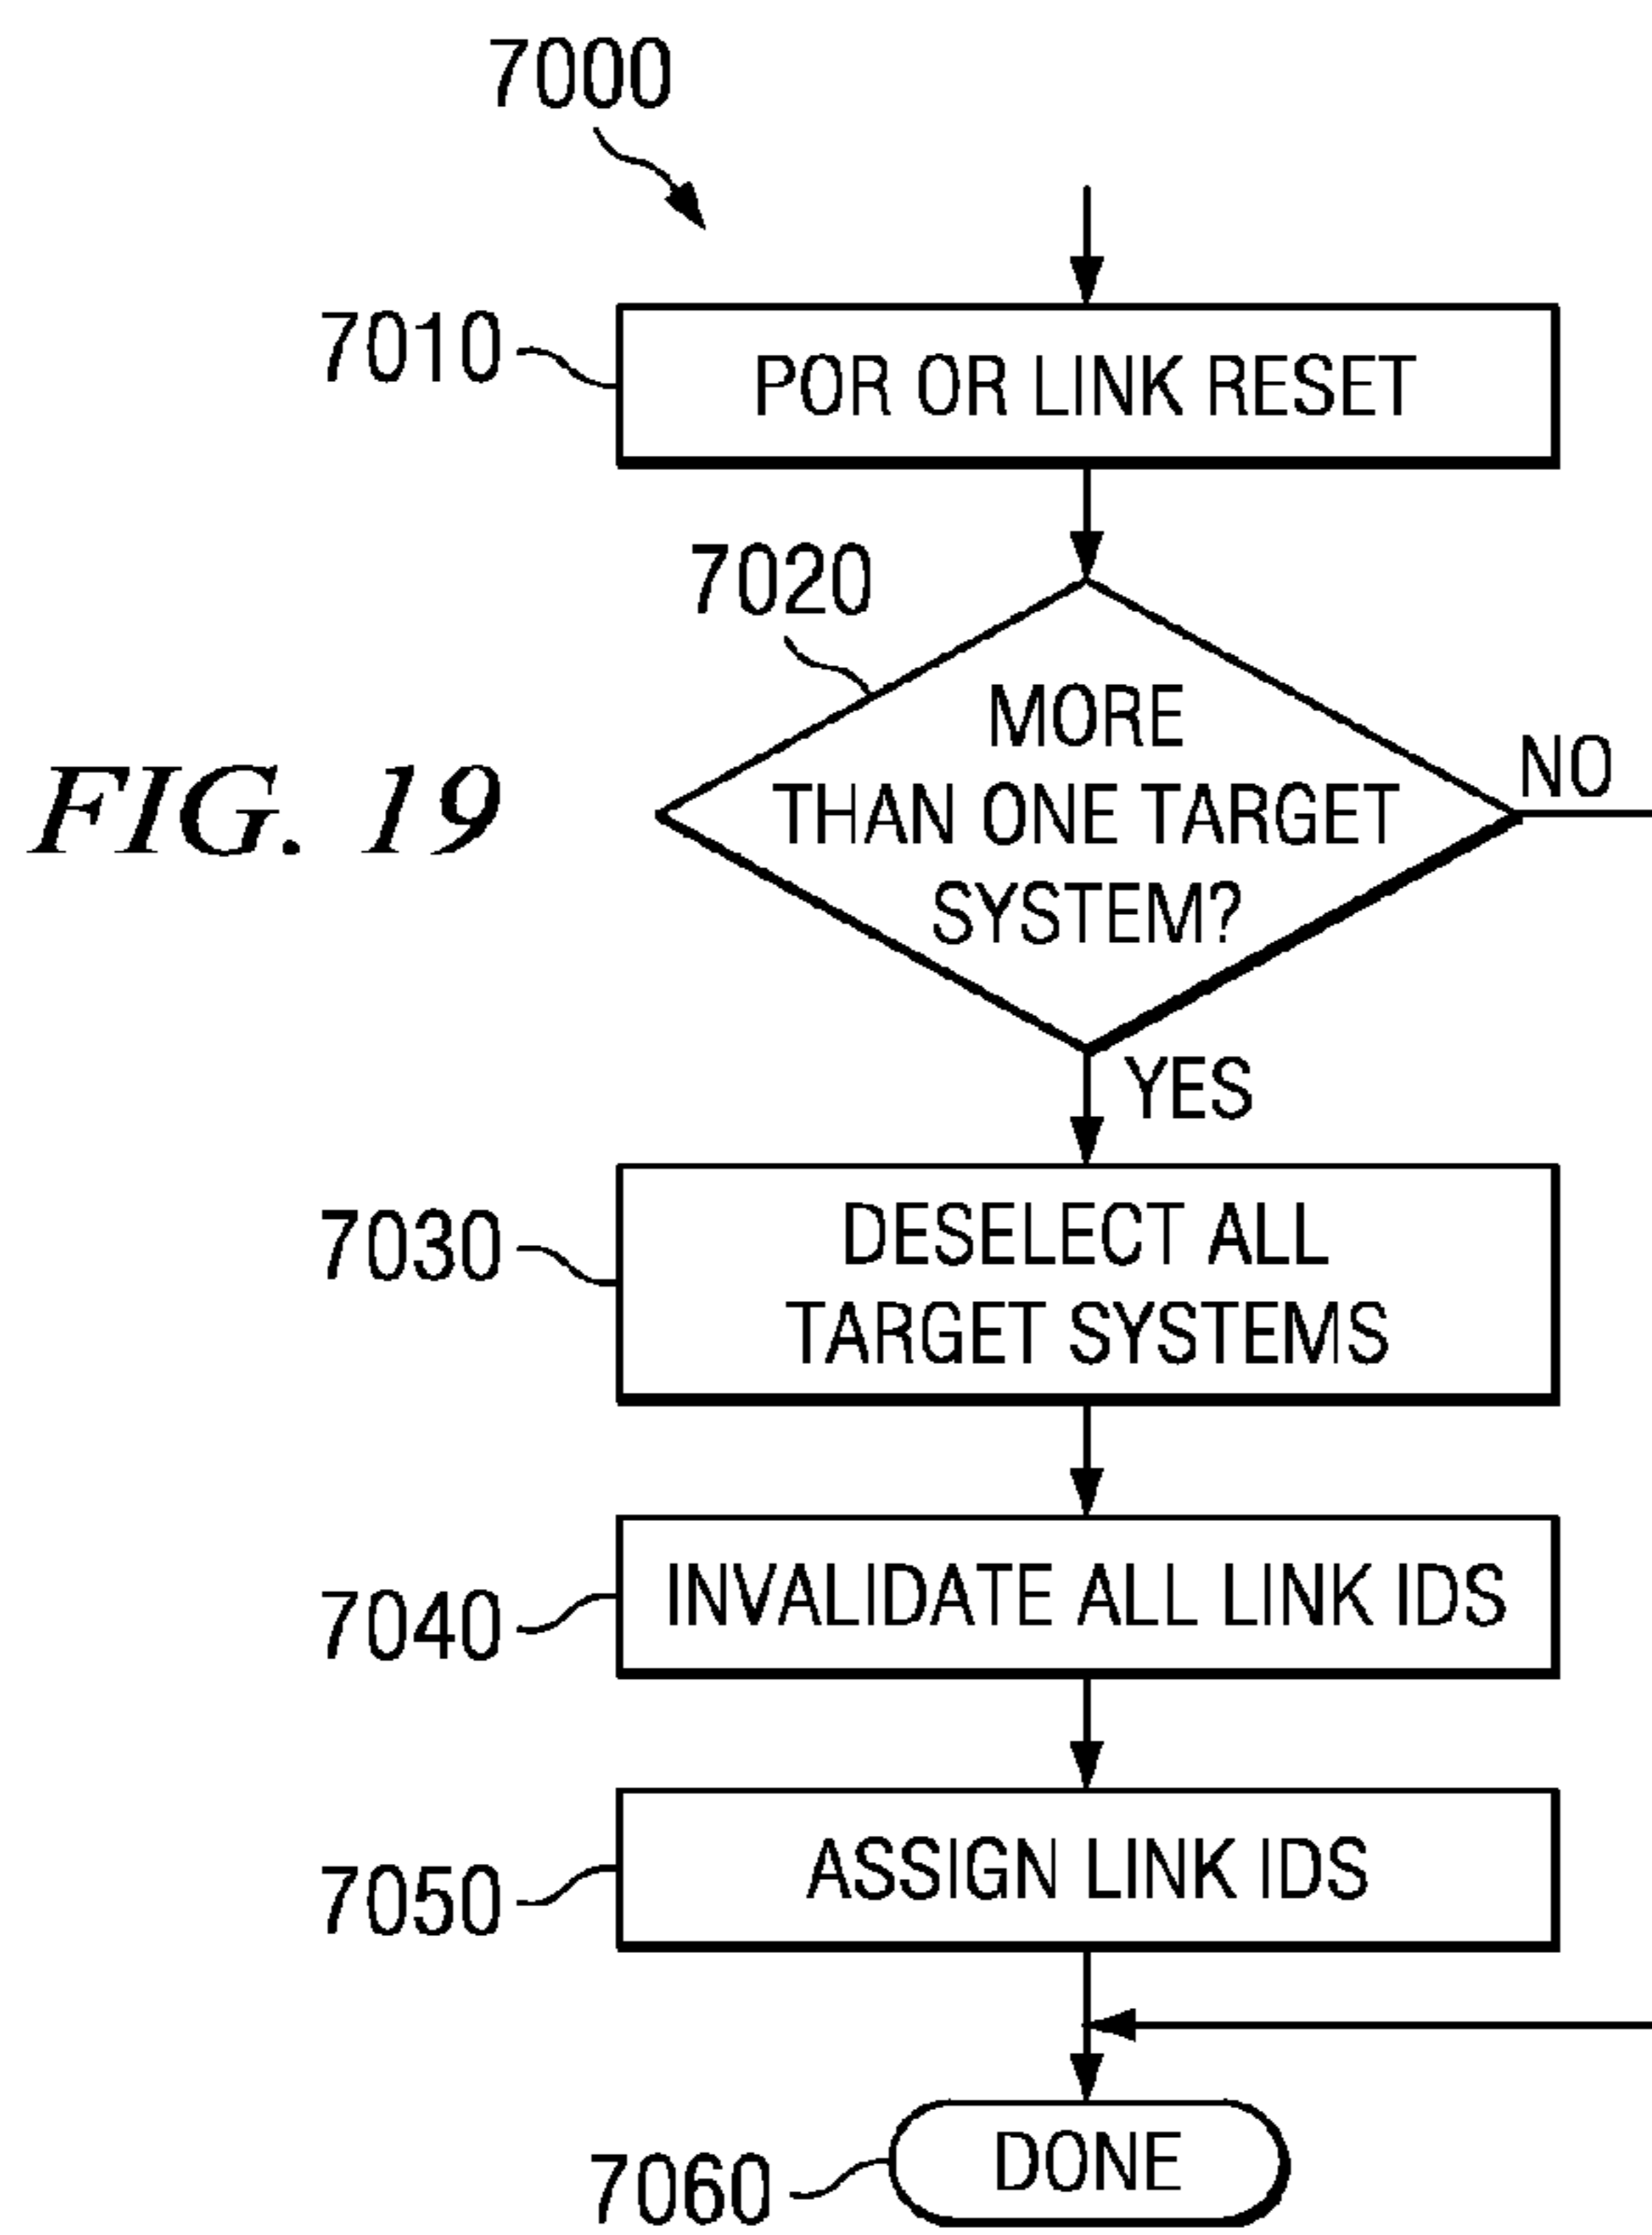 7000
7010
POR OR LINK RESET
7020
MORE
THAN ONE TARGET
SYSTEM?
NO
FIG. 19
YES
7030
DESELECT ALL
TARGET SYSTEMS
7040
INVALIDATE ALL LINK IDS
7050
ASSIGN LINK IDS
7060
DONE